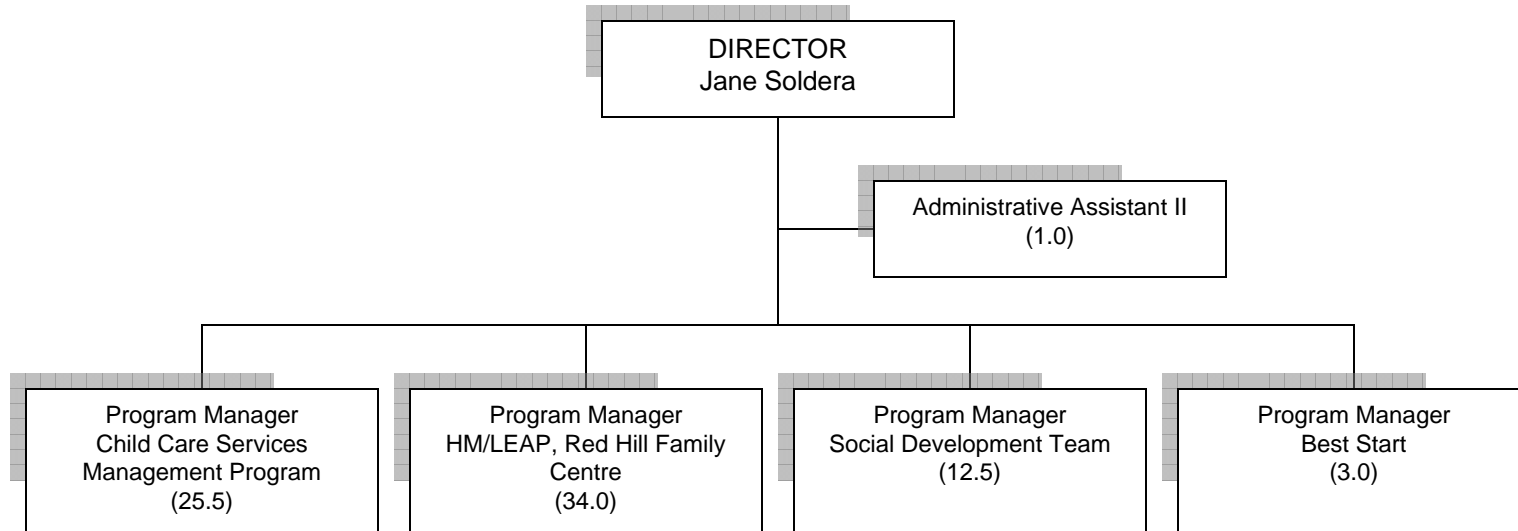 DIRECTOR
Jane Soldera
Administrative Assistant II
(1.0)
Program Manager
Child Care Services
Management Program
(25.5)
Program Manager
HM/LEAP, Red Hill Family
Centre
(34.0)
Program Manager
Social Development Team
(12.5)
Program Manager
Best Start
(3.0)